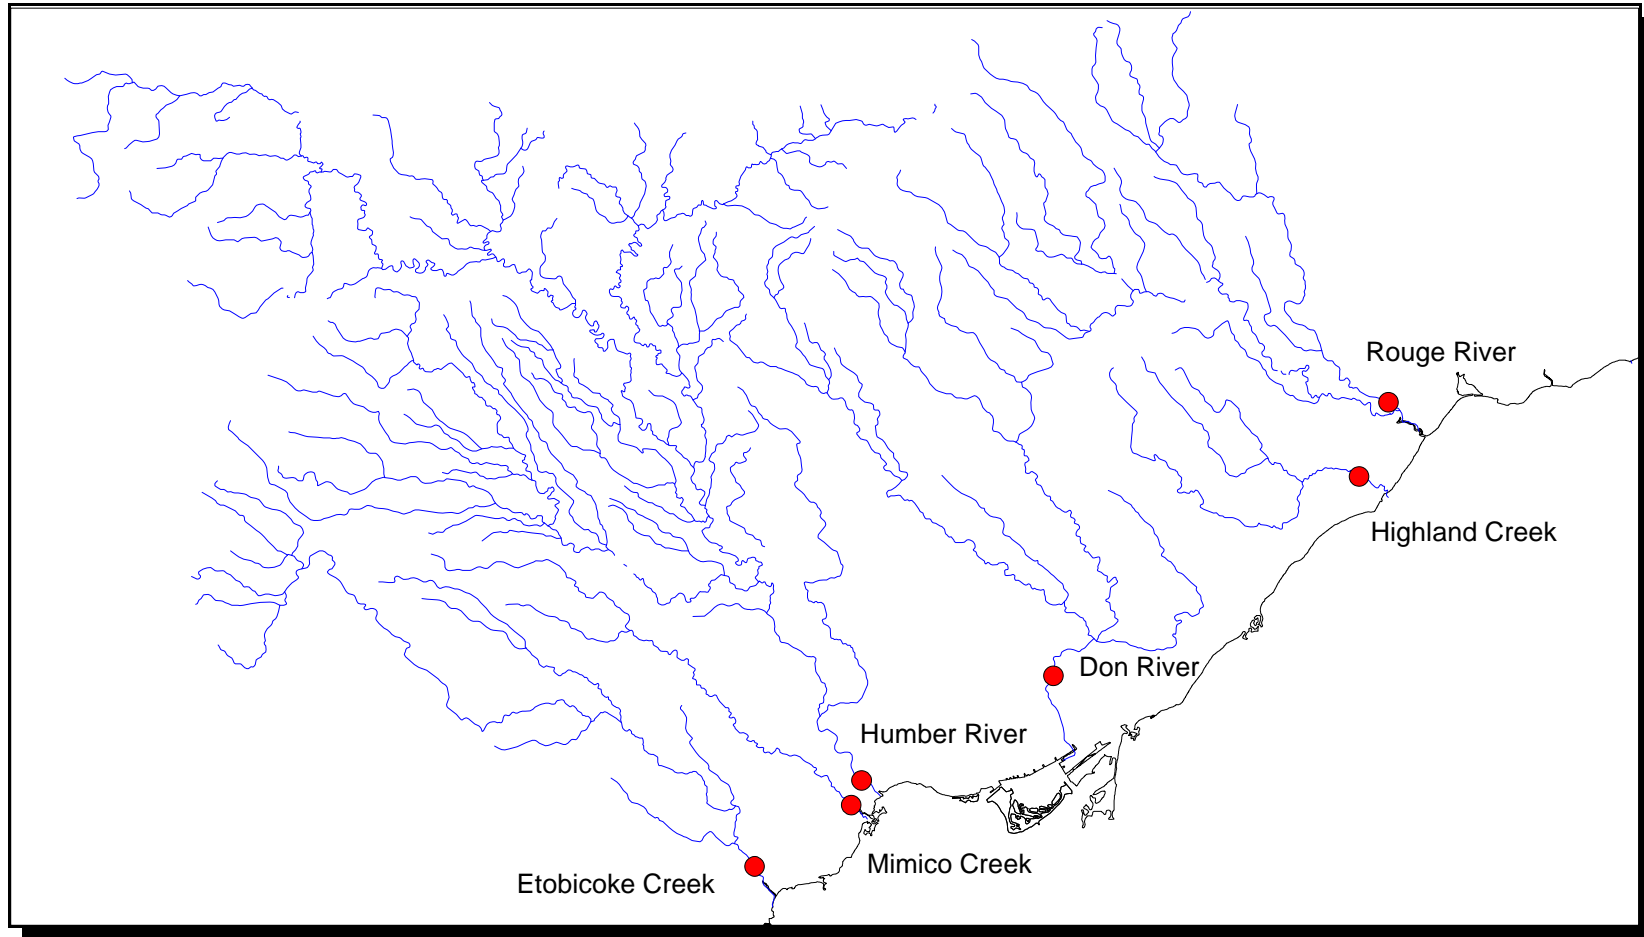 Rouge River
Highland Creek
Don River
Humber River
Mimico Creek
Etobicoke Creek